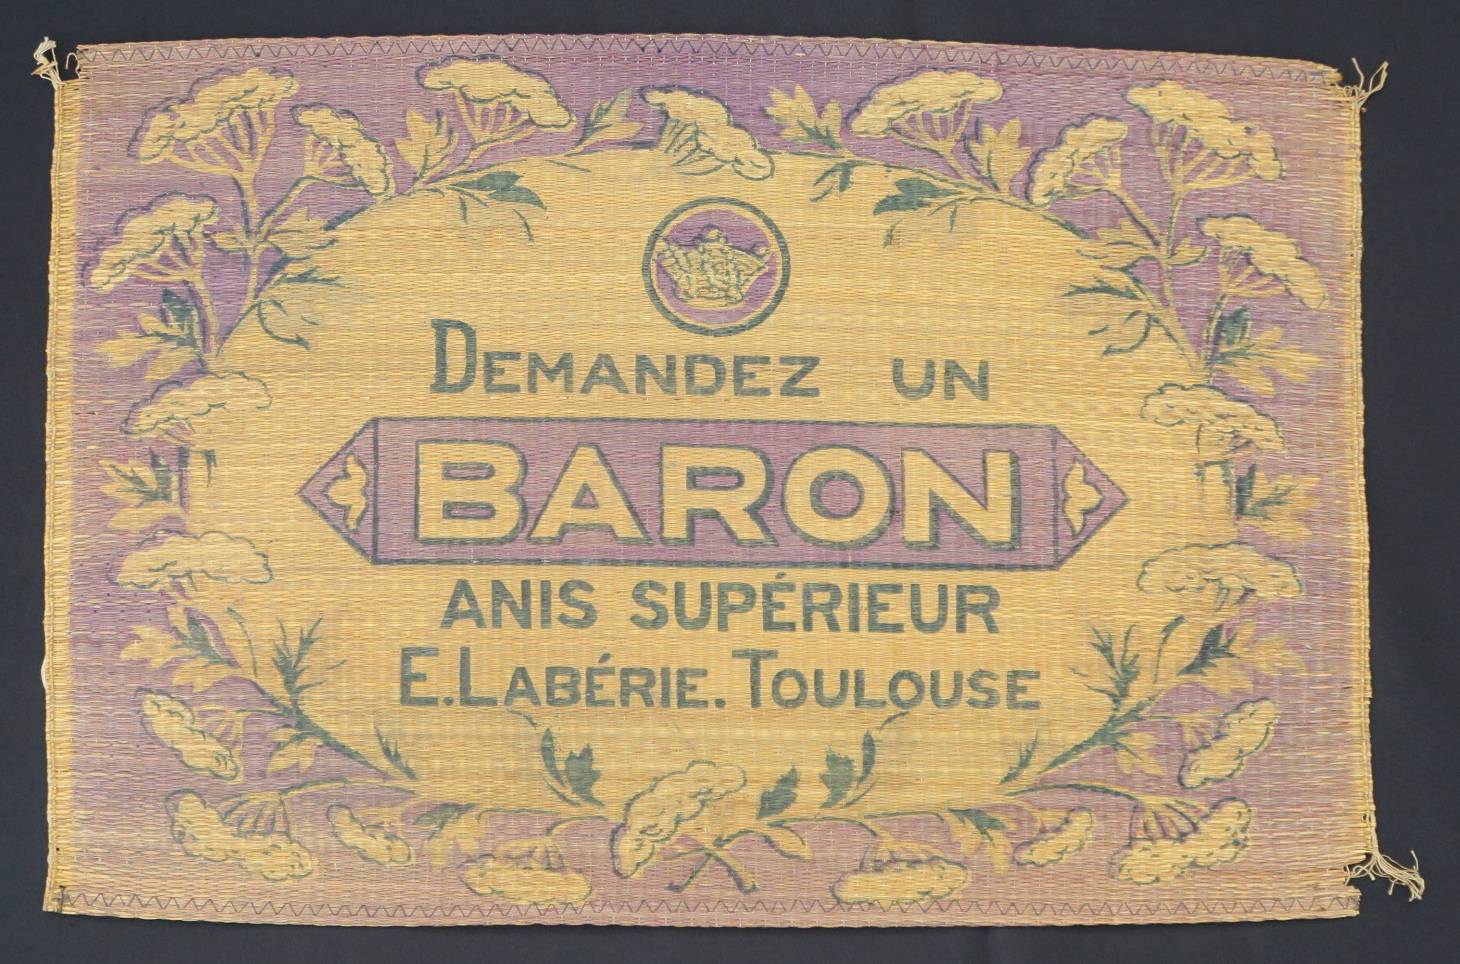 DEMANDEZ UN
BARON
ANIS SUPÉRIEUR
E. LABÉRIE. TOULOUSE